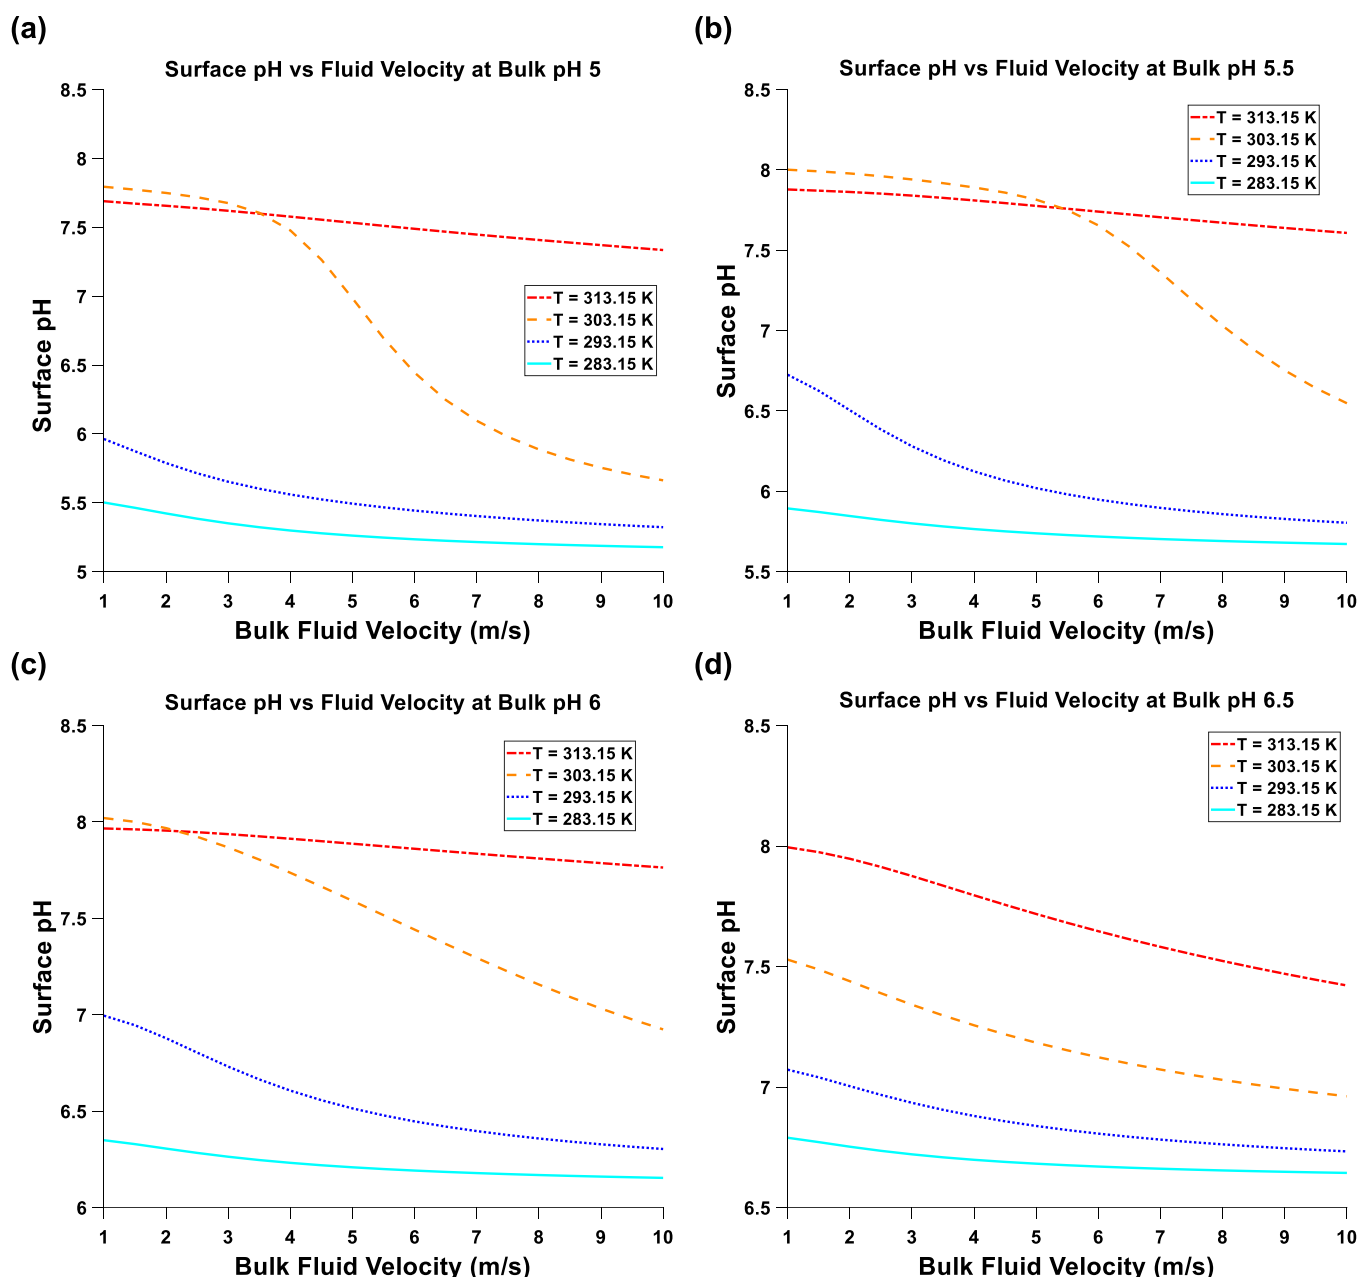 (a)
Surface pH vs Fluid Velocity at Bulk pH 5
8.5
8
7.5
7
6.5
6
5.5
5
Surface pH
T = 313.15 K
T = 303.15 K
T = 293.15 K
T = 283.15 K
1 2 3 4 5 6 7 8 9 10
Bulk Fluid Velocity (m/s)
(b)
Surface pH vs Fluid Velocity at Bulk pH 5.5
8.5
8
7.5
7
6.5
6
5.5
Surface pH
T = 313.15 K
T = 303.15 K
T = 293.15 K
T = 283.15 K
1 2 3 4 5 6 7 8 9 10
Bulk Fluid Velocity (m/s)
(c)
Surface pH vs Fluid Velocity at Bulk pH 6
8.5
8
7.5
7
6.5
6
Surface pH
T = 313.15 K
T = 303.15 K
T = 293.15 K
T = 283.15 K
1 2 3 4 5 6 7 8 9 10
Bulk Fluid Velocity (m/s)
(d)
Surface pH vs Fluid Velocity at Bulk pH 6.5
8.5
8
7.5
7
6.5
Surface pH
T = 313.15 K
T = 303.15 K
T = 293.15 K
T = 283.15 K
1 2 3 4 5 6 7 8 9 10
Bulk Fluid Velocity (m/s)